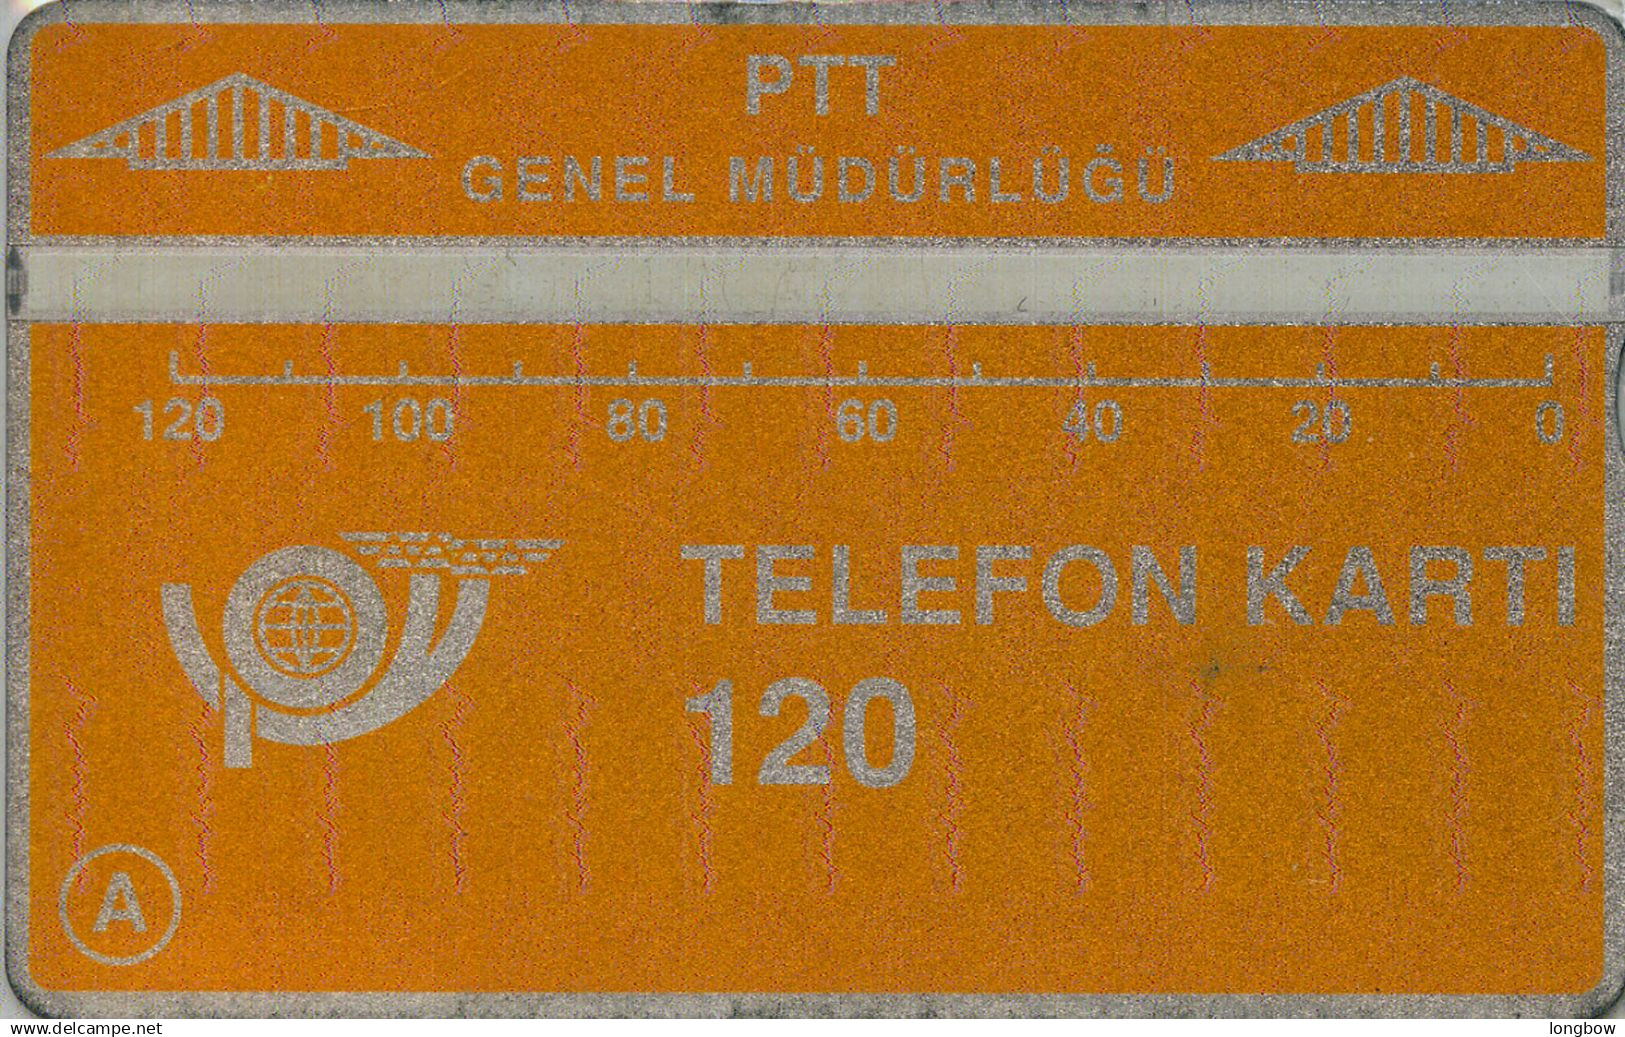 PTT
GENEL MÜDÜRLÜĞÜ
120 100 80 60 40 20 0
TELEFON KARTI
120
A
www.delcampe.net
longbow